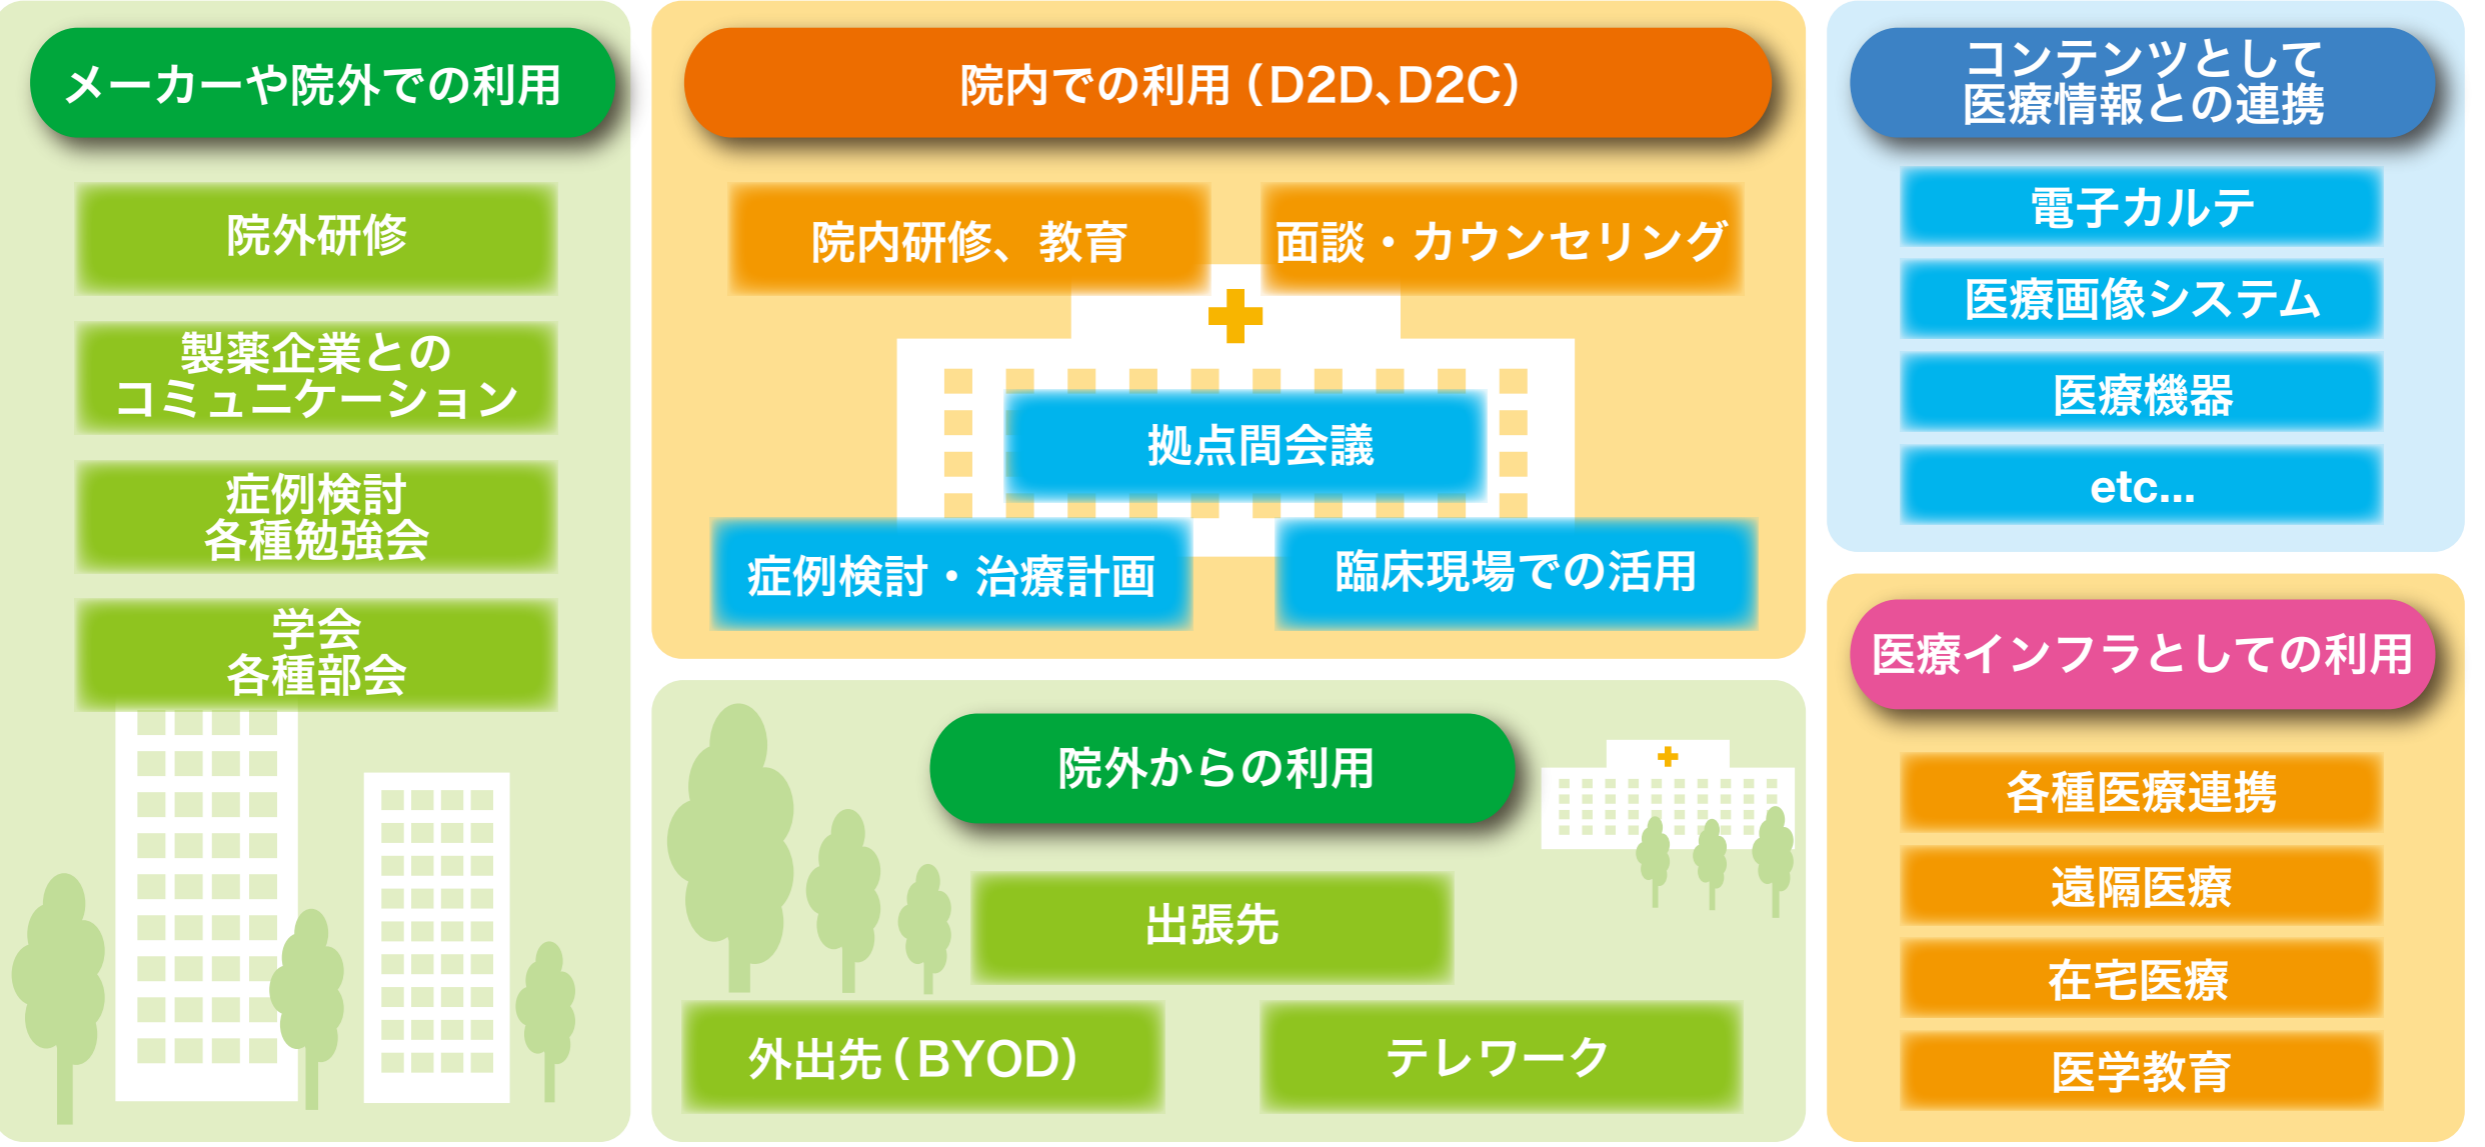 メーカーや院外での利用
院外研修
製薬企業との
コミュニケーション
症例検討
各種勉強会
学会
各種部会
院内での利用（D2D、D2C）
院内研修、教育
面談・カウンセリング
拠点間会議
症例検討・治療計画
臨床現場での活用
院外からの利用
出張先
外出先（BYOD）
テレワーク
コンテンツとして
医療情報との連携
電子カルテ
医療画像システム
医療機器
etc...
医療インフラとしての利用
各種医療連携
遠隔医療
在宅医療
医学教育